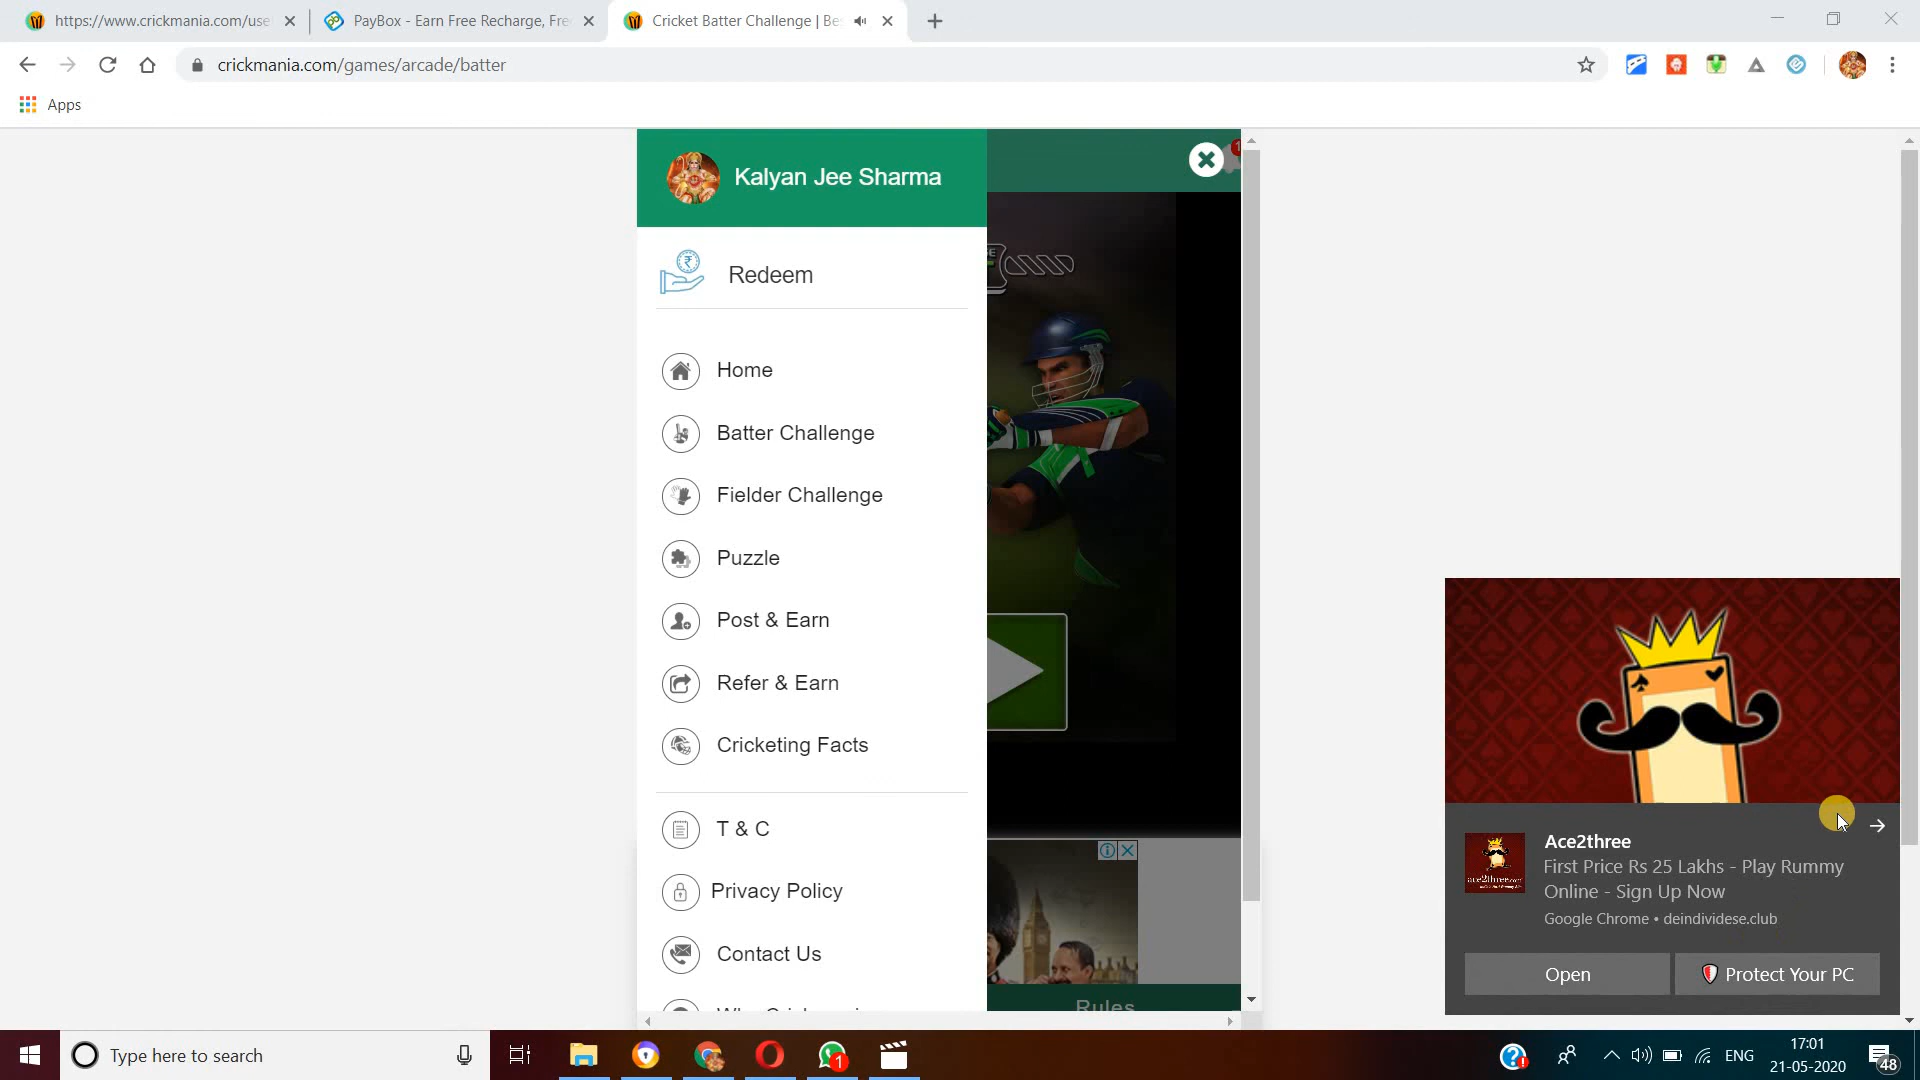 https://www.crickmania.com/use
PayBox - Earn Free Recharge, Fre
Cricket Batter Challenge | Be
crickmania.com/games/arcade/batter
Apps
Kalyan Jee Sharma
1
Redeem
Home
Batter Challenge
Fielder Challenge
Puzzle
Post & Earn
Refer & Earn
Cricketing Facts
T & C
Privacy Policy
Contact Us
Rules
Ace2three
First Price Rs 25 Lakhs - Play Rummy
Online - Sign Up Now
Google Chrome • deindividese.club
Open
Protect Your PC
Type here to search
1
ENG
17:01
21-05-2020
48